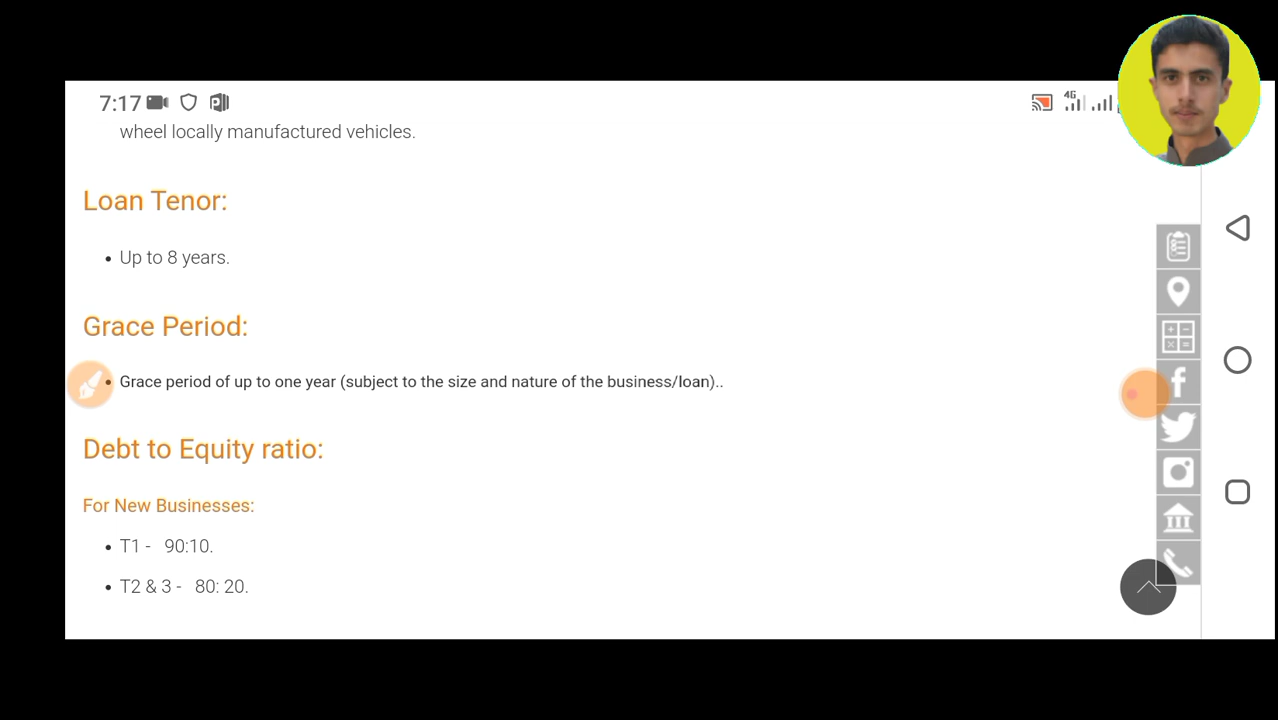 7:17
4G
wheel locally manufactured vehicles.
Loan Tenor:
Up to 8 years.
Grace Period:
Grace period of up to one year (subject to the size and nature of the business/loan)..
Debt to Equity ratio:
For New Businesses:
T1 - 90:10.
T2 & 3 - 80: 20.